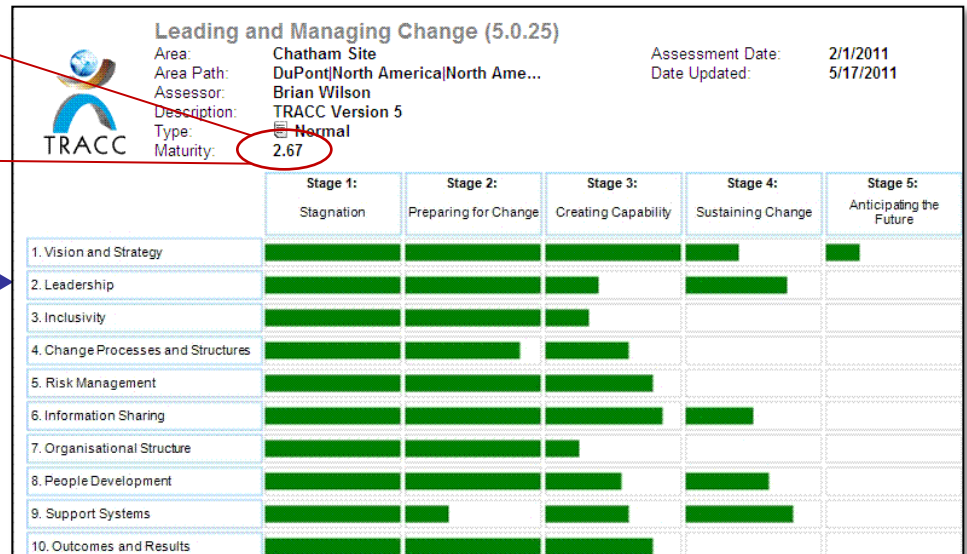 Leading and Managing Change (5.0.25)
Area: Chatham Site Assessment Date: 2/1/2011
Area Path: DuPont|North America|North Ame... Date Updated: 5/17/2011
Assessor: Brian Wilson
Description: TRACC Version 5
Type: Normal
TRACC Maturity: 2.67
Stage 1: Stage 2: Stage 3: Stage 4: Stage 5:
Stagnation Preparing for Change Creating Capability Sustaining Change Anticipating the
Future
1. Vision and Strategy
2. Leadership
3. Inclusivity
4. Change Processes and Structures
5. Risk Management
6. Information Sharing
7. Organisational Structure
8. People Development
9. Support Systems
10. Outcomes and Results